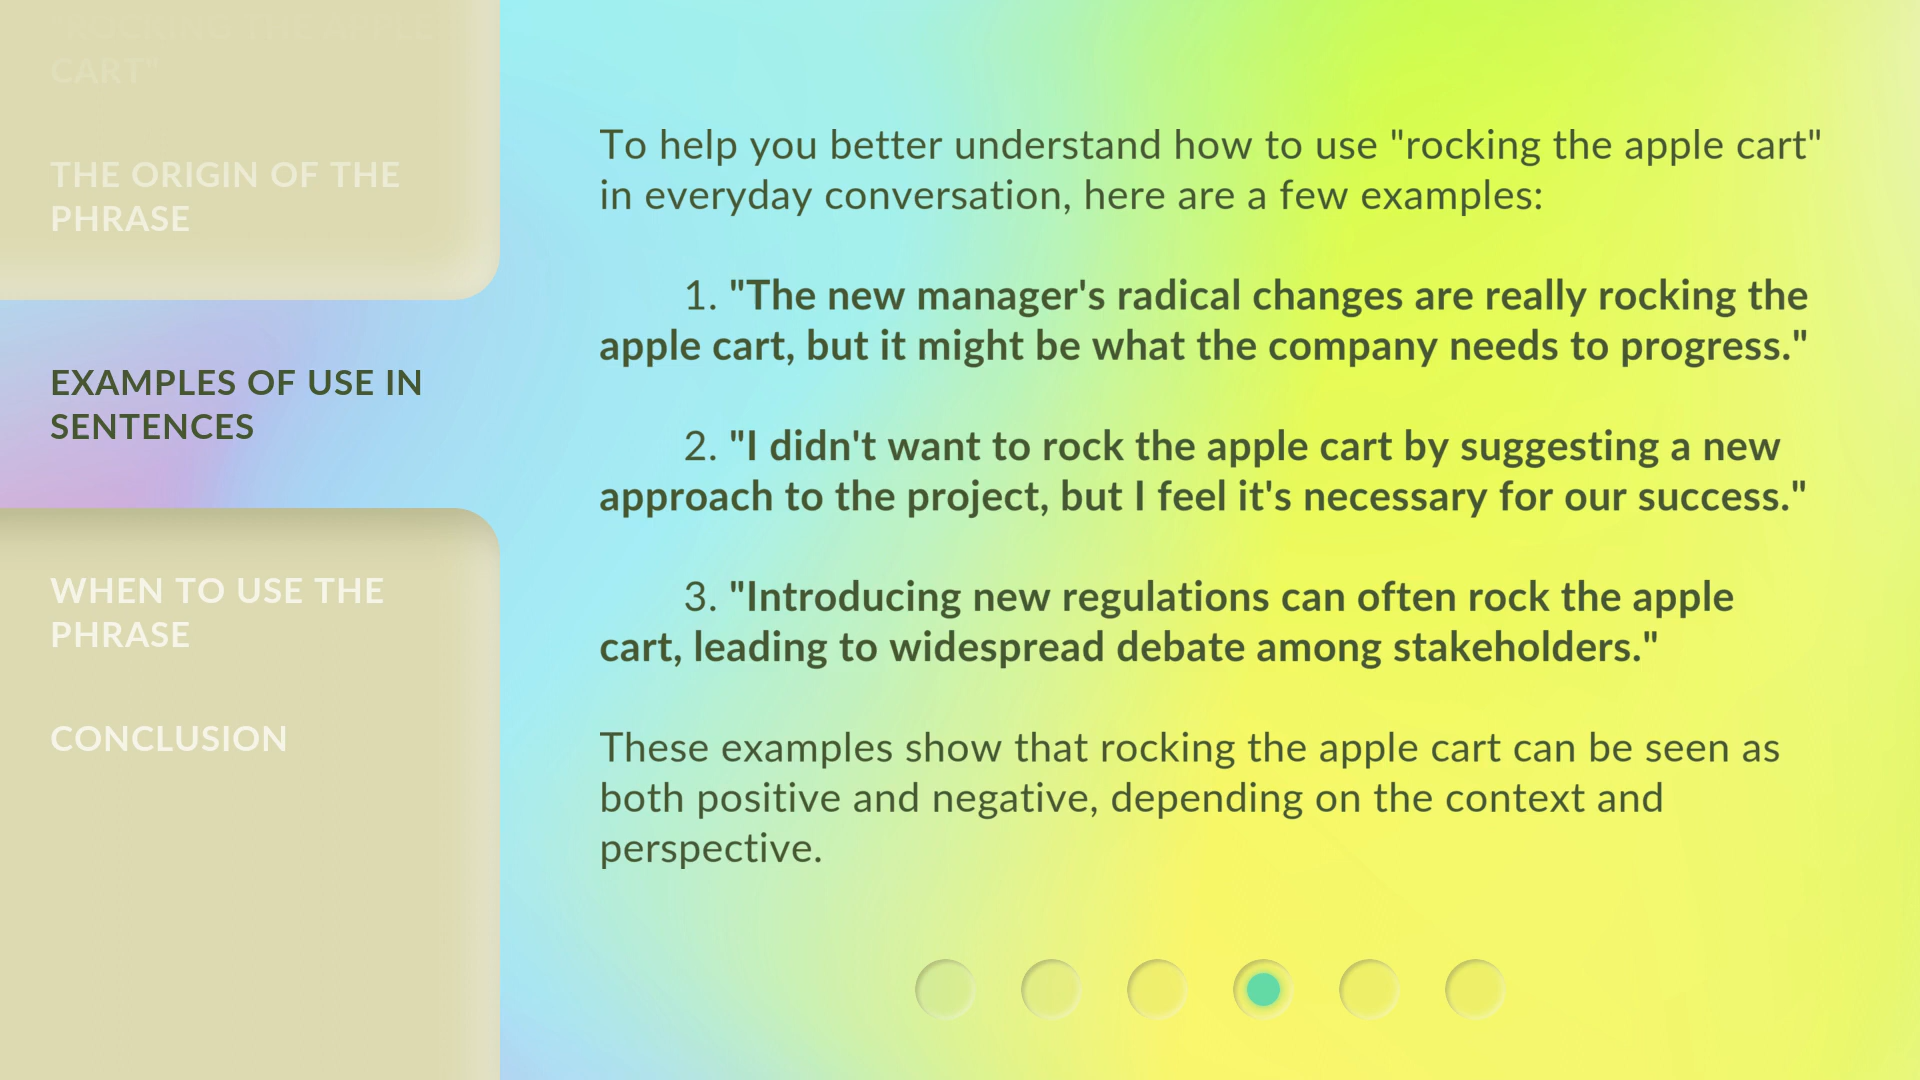 "ROCKING THE APPLE
CART"
THE ORIGIN OF THE
PHRASE
EXAMPLES OF USE IN
SENTENCES
WHEN TO USE THE
PHRASE
CONCLUSION
To help you better understand how to use "rocking the apple cart"
in everyday conversation, here are a few examples:
1. "The new manager's radical changes are really rocking the
apple cart, but it might be what the company needs to progress."
2. "I didn't want to rock the apple cart by suggesting a new
approach to the project, but I feel it's necessary for our success."
3. "Introducing new regulations can often rock the apple
cart, leading to widespread debate among stakeholders."
These examples show that rocking the apple cart can be seen as
both positive and negative, depending on the context and
perspective.